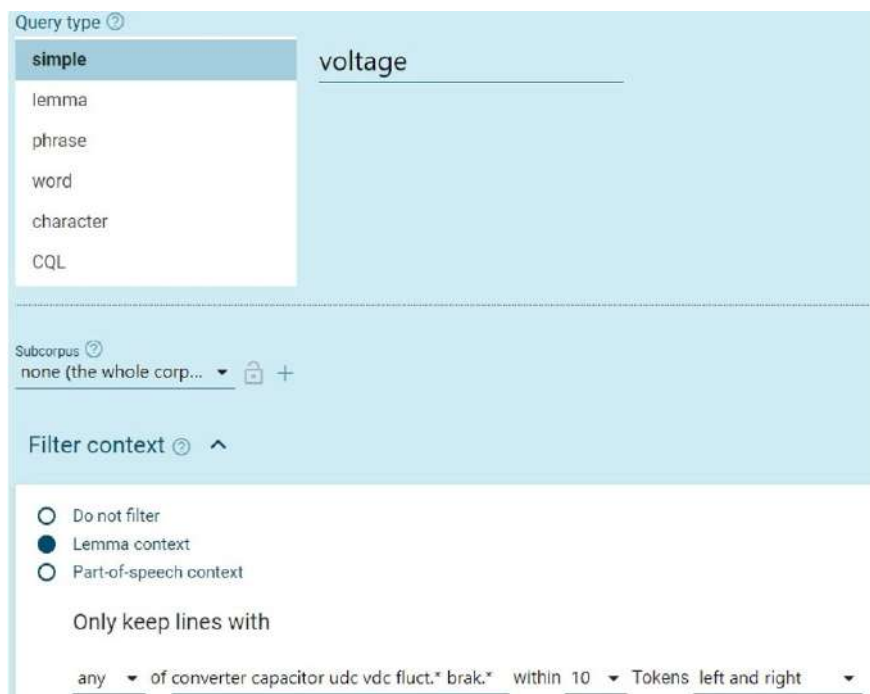 Query type ?
simple
voltage
lemma
phrase
word
character
CQL
Subcorpus ?
none (the whole corp...
Filter context ?
Do not filter
Lemma context
Part-of-speech context
Only keep lines with
any of converter capacitor udc vdc fluct.* brak.* within 10 Tokens left and right